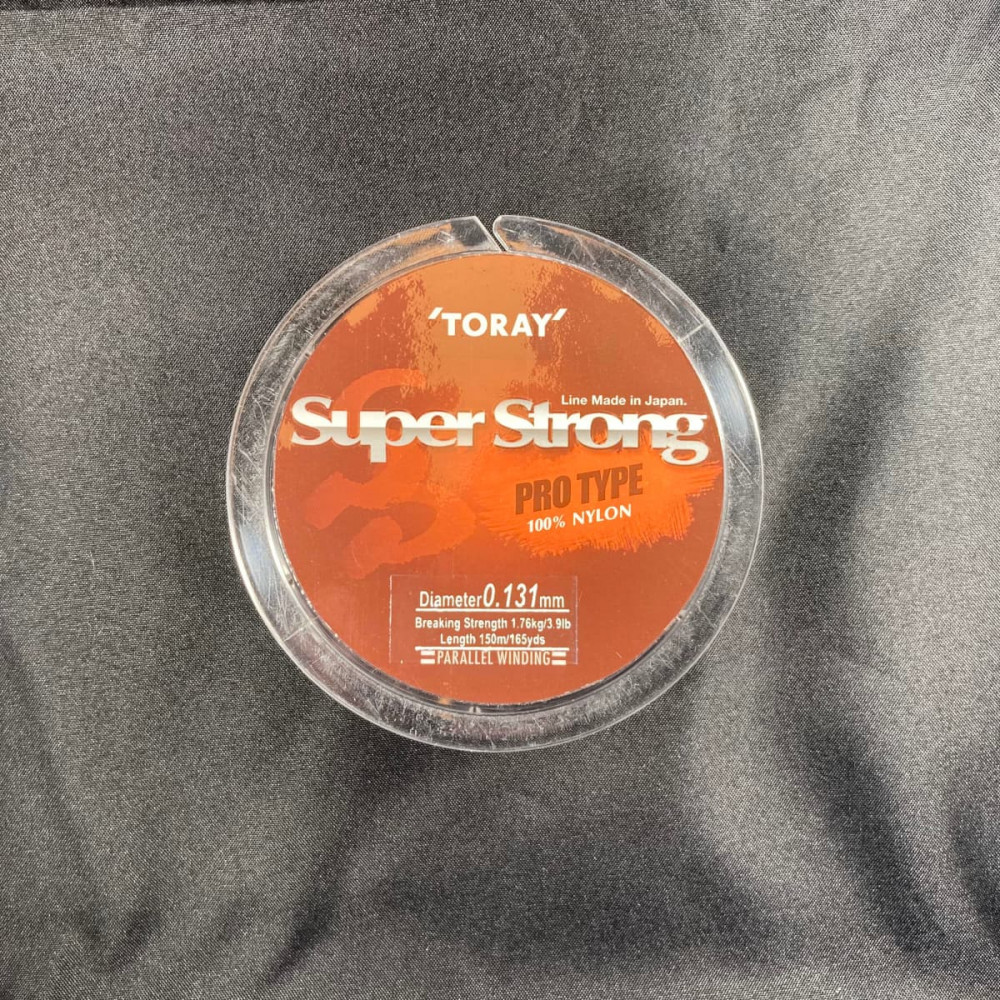 'TORAY'
Line Made in Japan.
Super Strong
PRO TYPE
100% NYLON
Diameter 0.131mm
Breaking Strength 1.76kg/3.9lb
Length 150m/165yds
PARALLEL WINDING